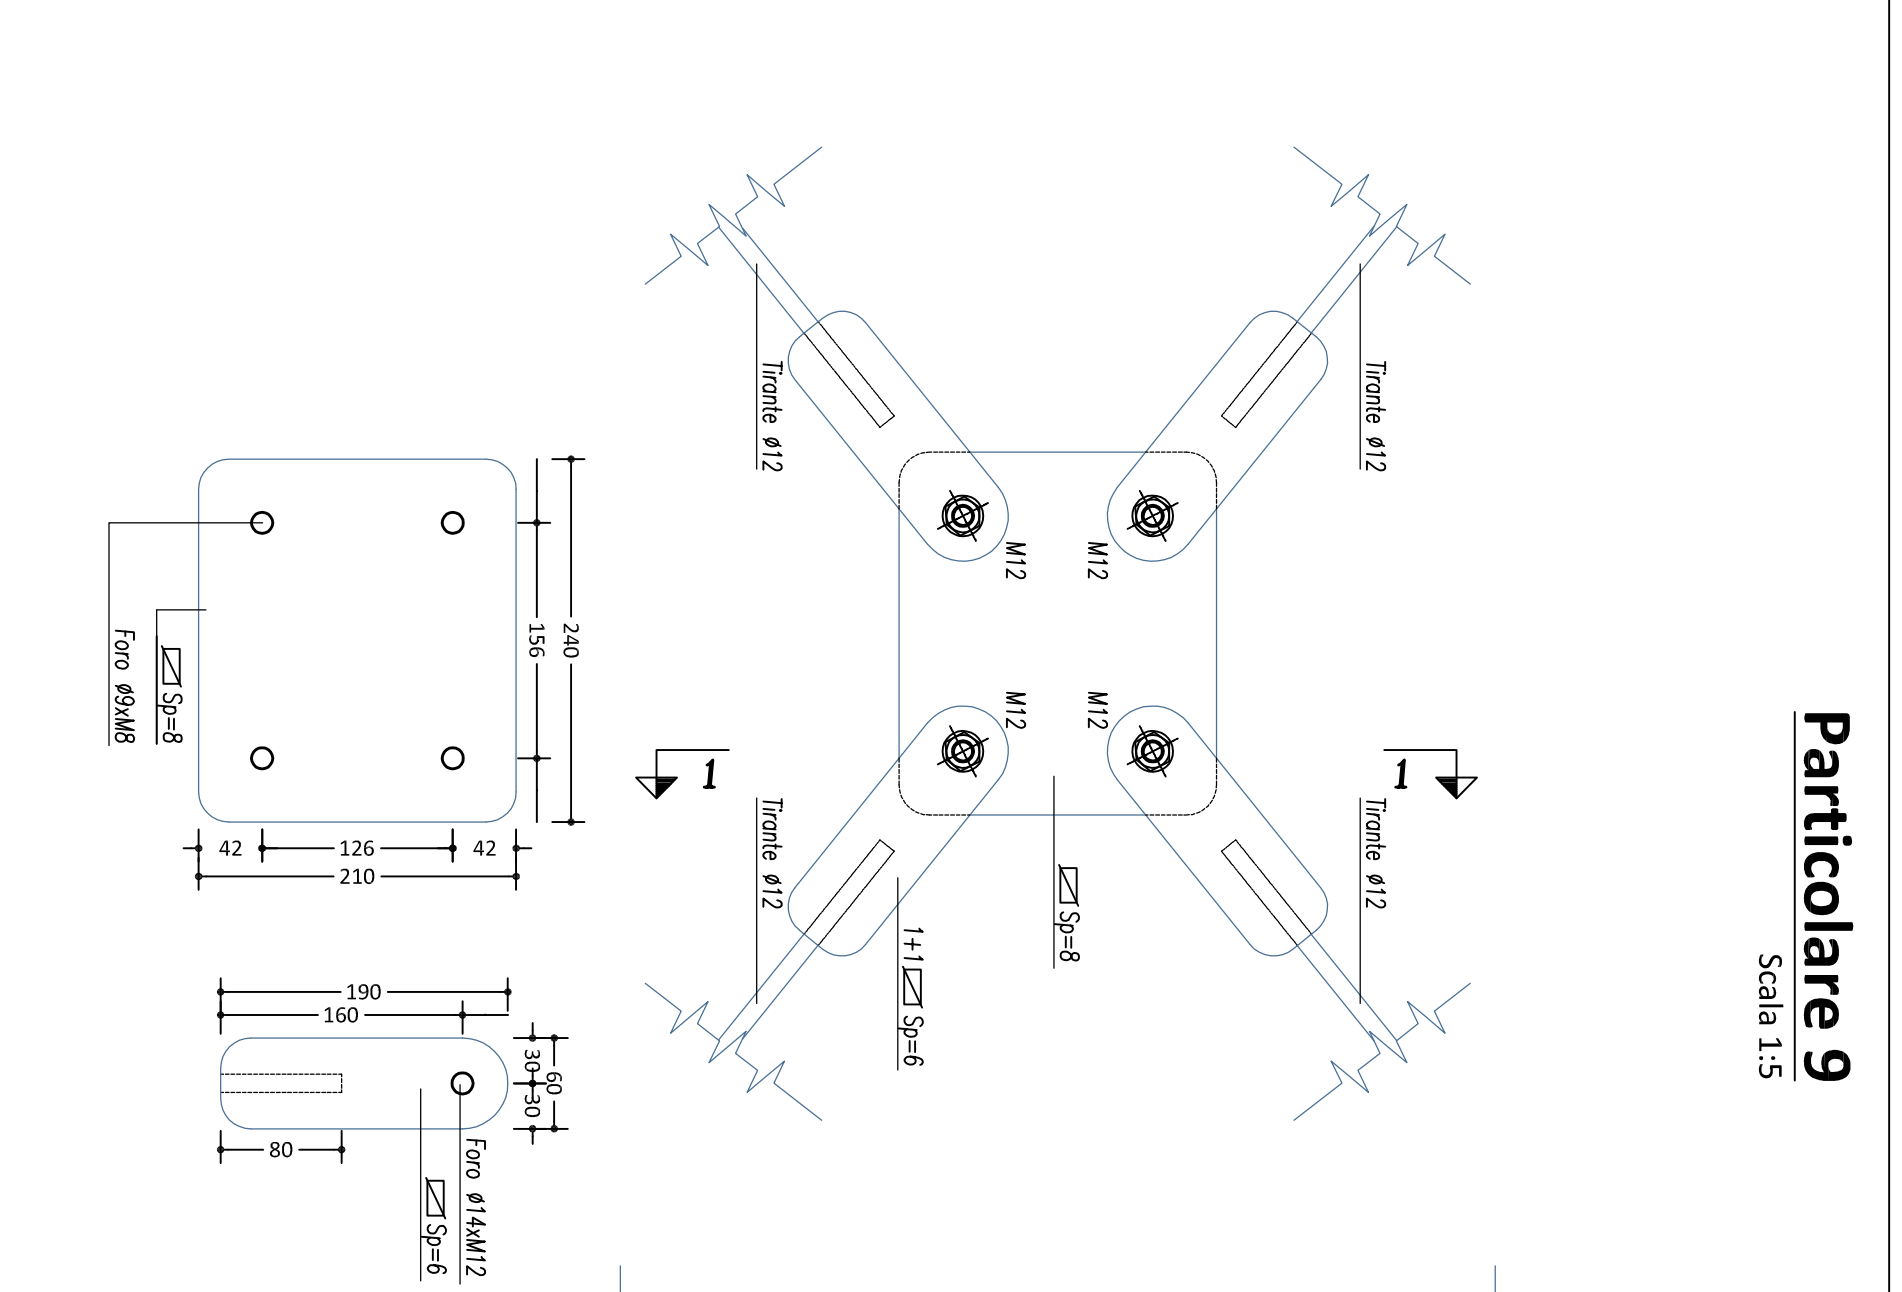 Particolare 9
Scala 1:5
Tirante ø12
Tirante ø12
M12
M12
M12
M12
1
1
Tirante ø12
Tirante ø12
Sp=8
1+1 Sp=6
240
156
Sp=8
Foro ø9xM8
42
126
42
210
190
160
30
60
30
80
Foro ø14xM12
Sp=6